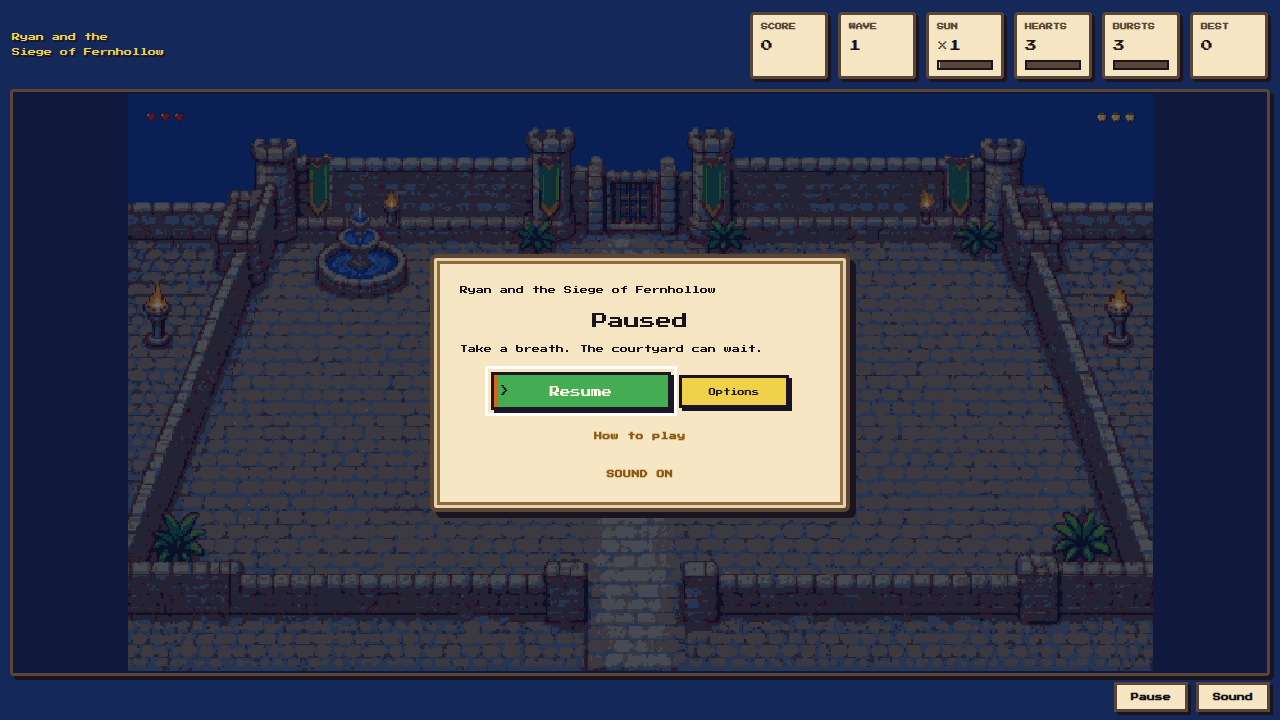 Ryan and the
Siege of Fernhollow
SCORE
0
WAVE
1
SUN
×1
HEARTS
3
BURSTS
3
BEST
0
Ryan and the Siege of Fernhollow
Paused
Take a breath. The courtyard can wait.
> Resume
Options
How to play
SOUND ON
Pause
Sound